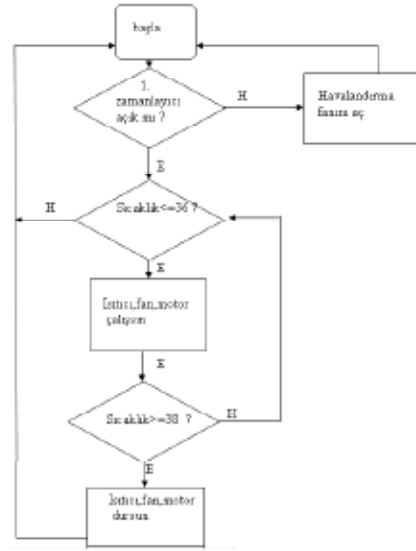 başla
1.
zamanlayıcı
açık mı ?
H
Havalandırma
fanını aç
E
Sıcaklık<=36 ?
H
E
Isıtıcı,fan,motor
çalışsın
E
Sıcaklık>=38 ?
H
E
Isıtıcı,fan,motor
dursun